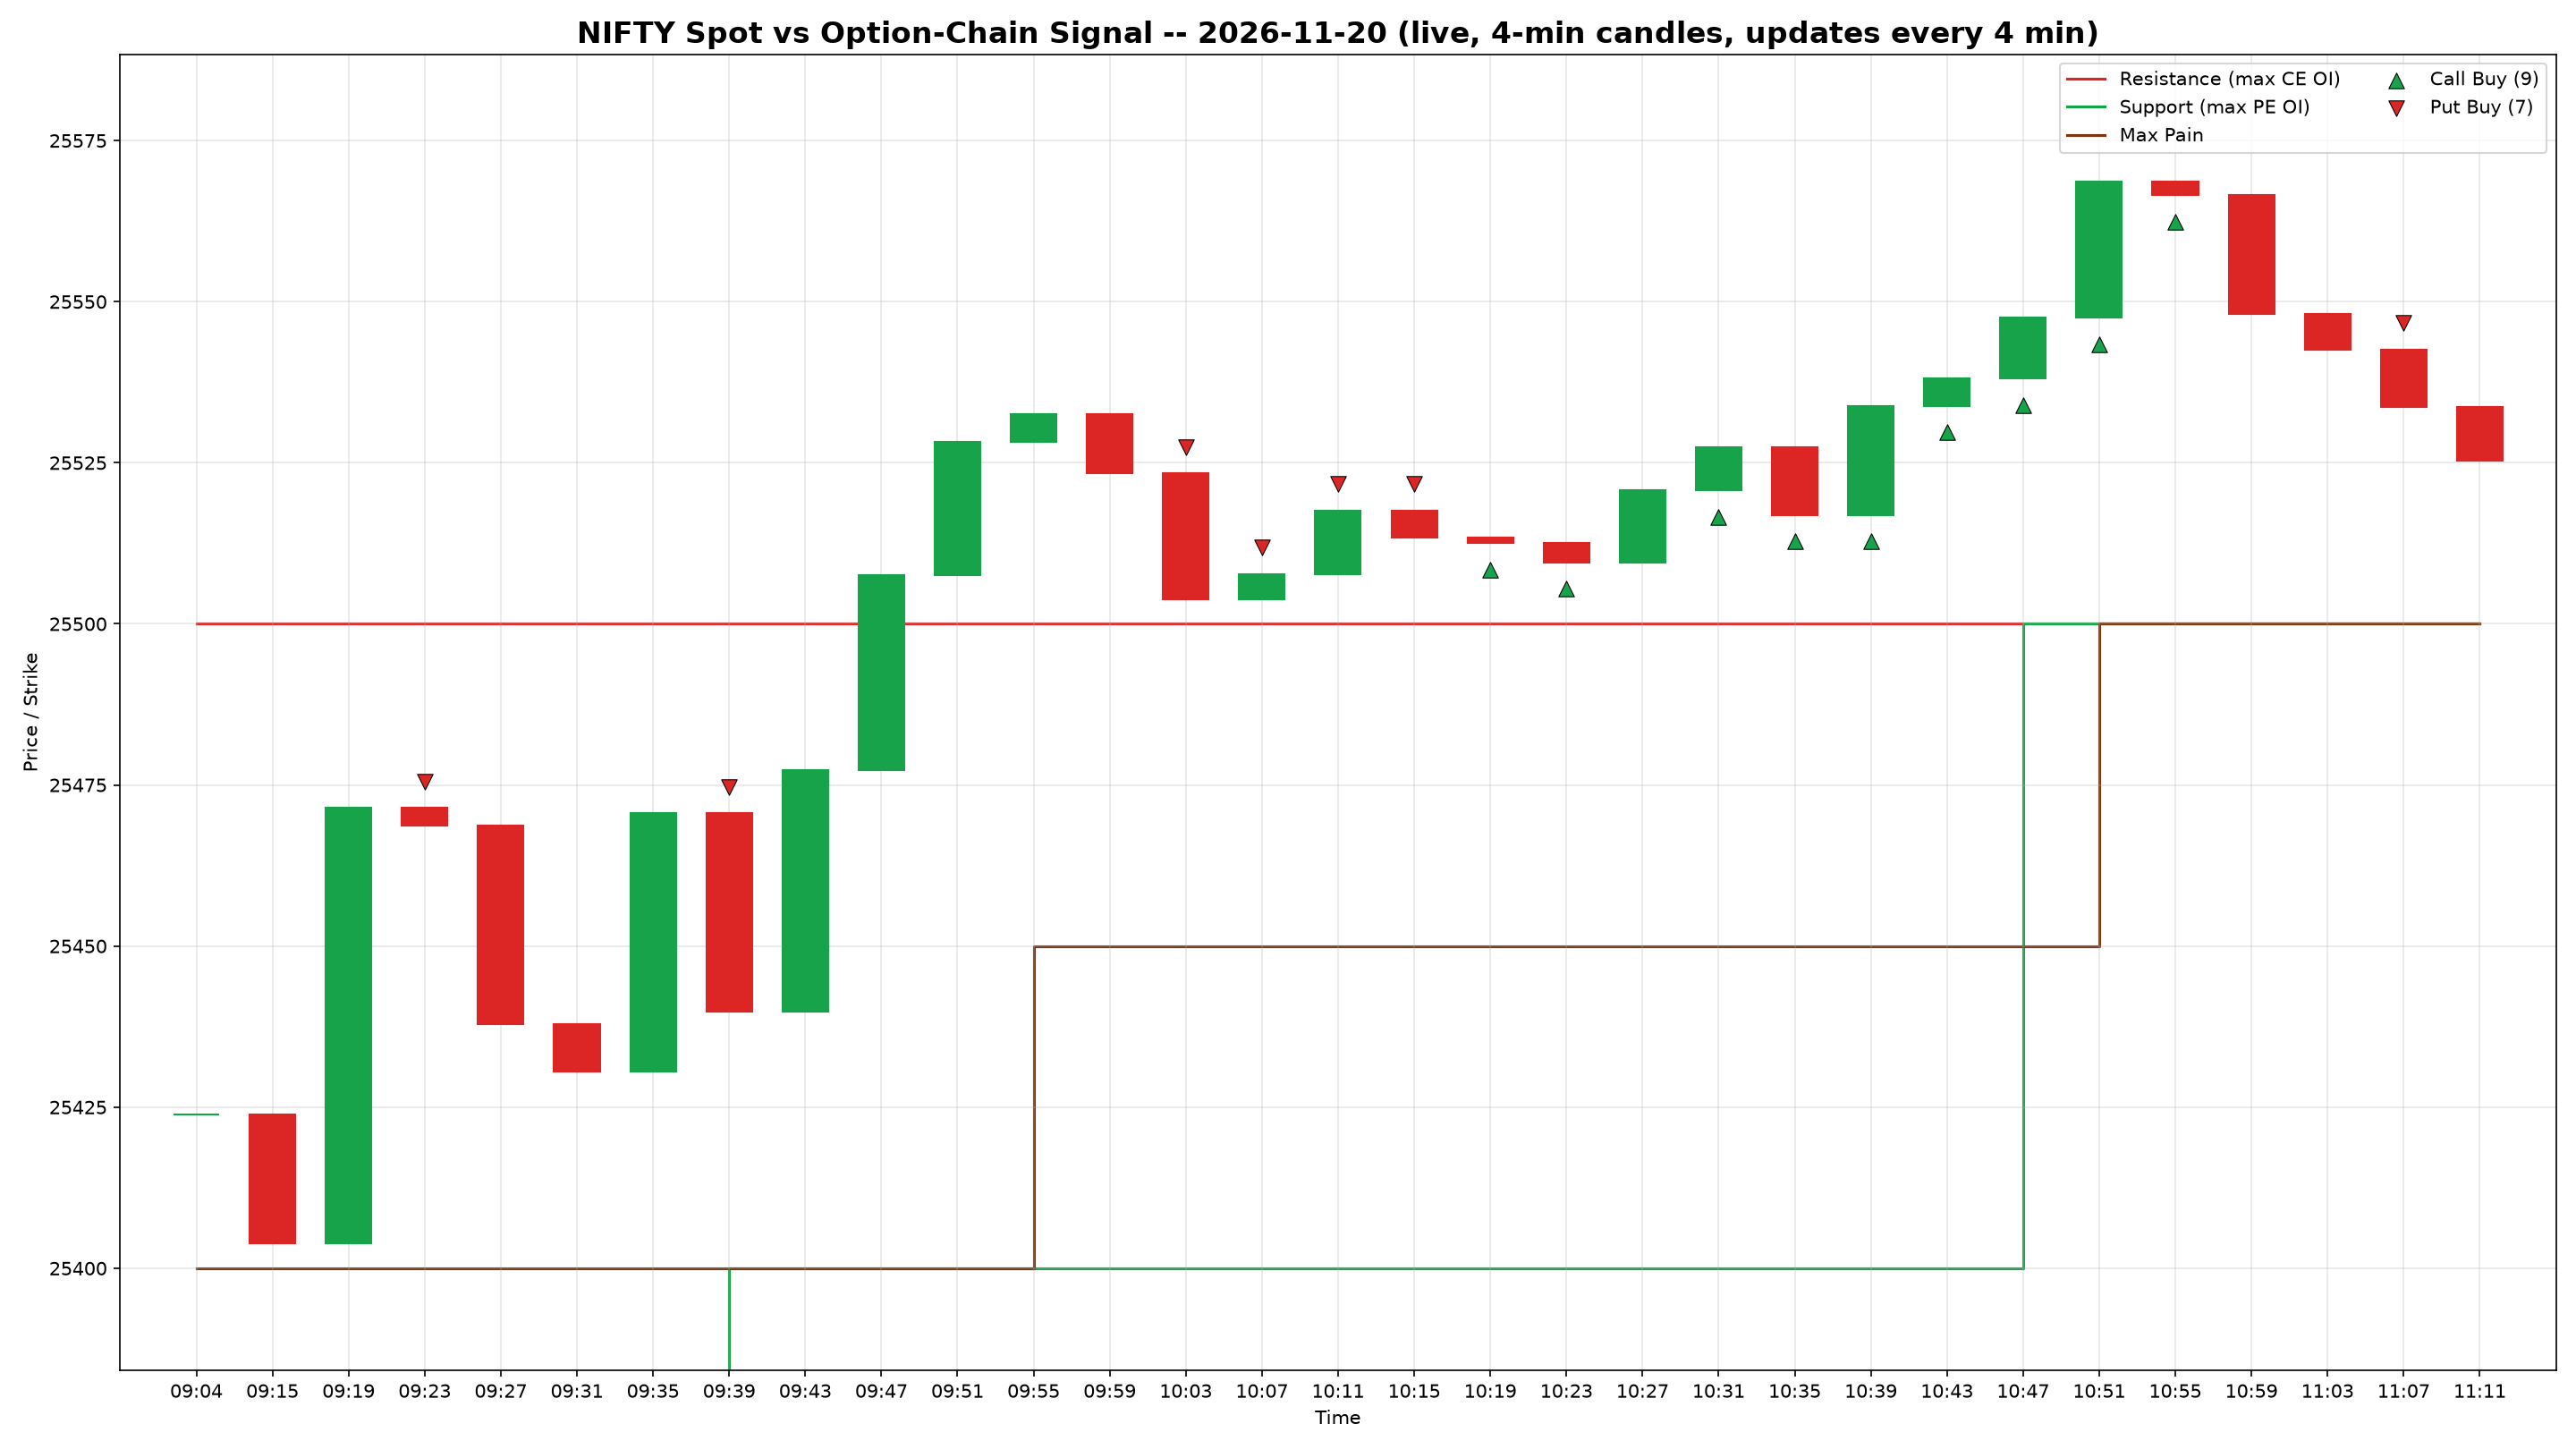 NIFTY Spot vs Option-Chain Signal -- 2026-11-20 (live, 4-min candles, updates every 4 min)
Resistance (max CE OI)
Support (max PE OI)
Max Pain
Call Buy (9)
Put Buy (7)
Price / Strike
25575
25550
25525
25500
25475
25450
25425
25400
09:04 09:15 09:19 09:23 09:27 09:31 09:35 09:39 09:43 09:47 09:51 09:55 09:59 10:03 10:07 10:11 10:15 10:19 10:23 10:27 10:31 10:35 10:39 10:43 10:47 10:51 10:55 10:59 11:03 11:07 11:11
Time